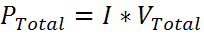 P_Total = I * V_Total